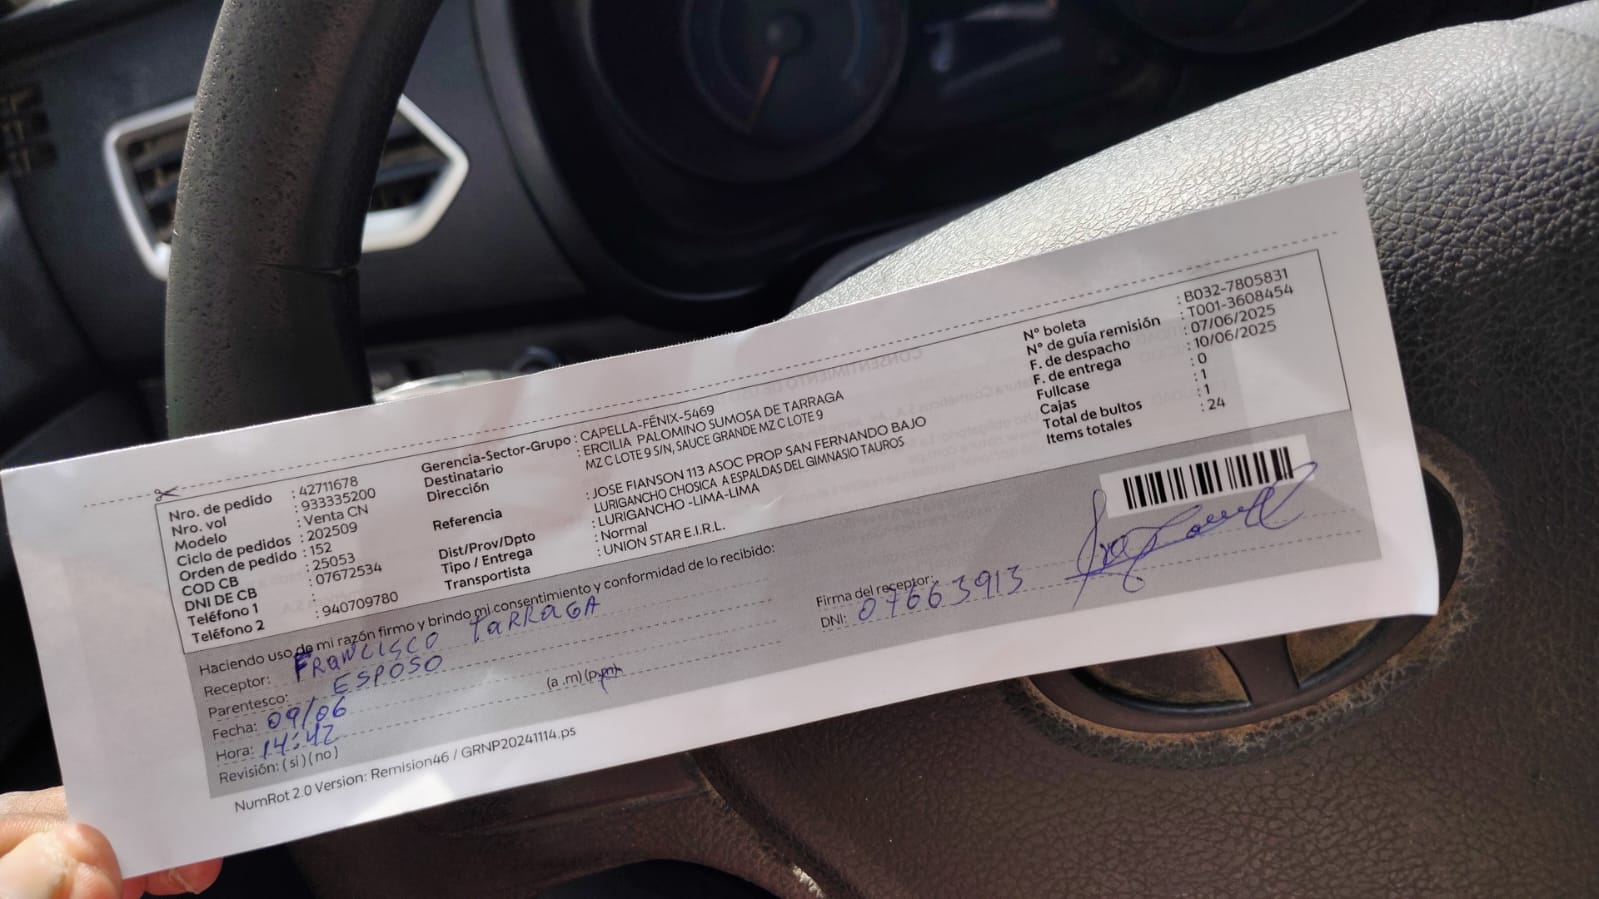 Nro. de pedido : 42711678
Nro. vol : 933335200
Modelo : Venta CN
Ciclo de pedidos : 202509
Orden de pedido : 152
COD CB : 25053
DNI DE CB : 07672534
Teléfono 1 :
Teléfono 2 : 940709780
Gerencia-Sector-Grupo : CAPELLA-FÉNIX-5469
Destinatario : ERCILIA PALOMINO SUMOSA DE TARRAGA
Dirección : MZ C LOTE 9 S/N, SAUCE GRANDE MZ C LOTE 9
Referencia : JOSE FIANSON 113 ASOC PROP SAN FERNANDO BAJO
LURIGANCHO CHOSICA A ESPALDAS DEL GIMNASIO TAUROS
Dist/Prov/Dpto : LURIGANCHO -LIMA-LIMA
Tipo / Entrega : Normal
Transportista : UNION STAR E.I.R.L.
N° boleta : B032-7805831
N° de guía remisión : T001-3608454
F. de despacho : 07/06/2025
F. de entrega : 10/06/2025
Fullcase : 0
Cajas : 1
Total de bultos : 1
Items totales : 24
Haciendo uso de mi razón firmo y brindo mi consentimiento y conformidad de lo recibido:
Receptor: FRANCISCO TARRAGA
Parentesco: ESPOSO
Fecha: 09/06
Hora: 14:42 (a .m) (p.m)
Revisión: ( si ) ( no )
Firma del receptor:
DNI: 07663913
NumRot 2.0 Version: Remision46 / GRNP20241114.ps